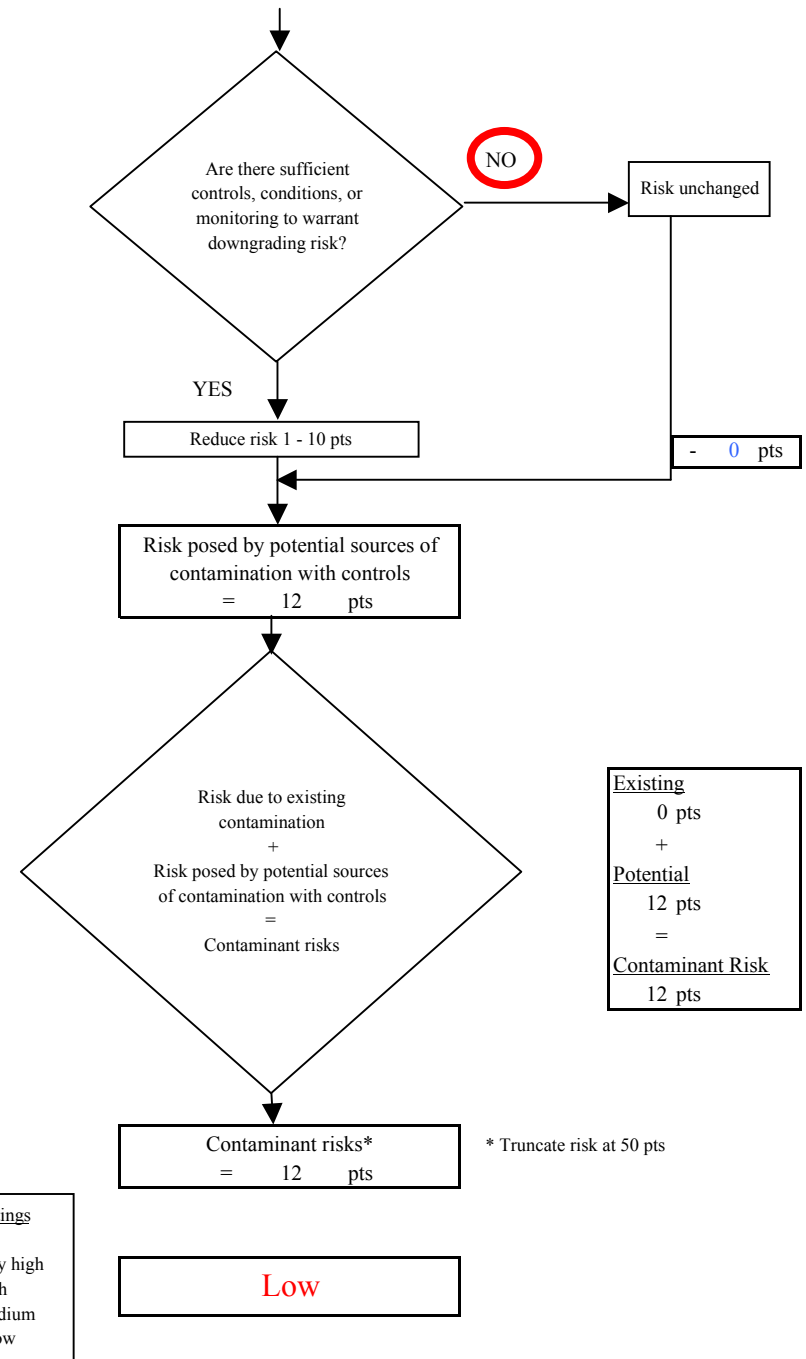 Are there sufficient
controls, conditions, or
monitoring to warrant
downgrading risk?
NO
Risk unchanged
YES
Reduce risk 1 - 10 pts
- 0 pts
Risk posed by potential sources of
contamination with controls
= 12 pts
Risk due to existing
contamination
+
Risk posed by potential sources
of contamination with controls
=
Contaminant risks
Existing
0 pts
+
Potential
12 pts
=
Contaminant Risk
12 pts
Contaminant risks*
= 12 pts
* Truncate risk at 50 pts
high
Low